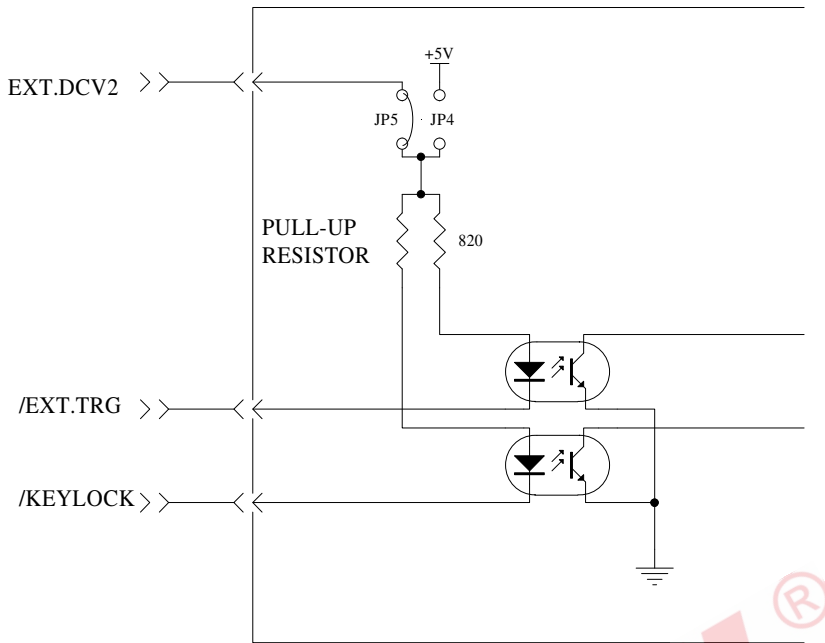 +5V
EXT.DCV2
JP5
JP4
PULL-UP
RESISTOR
820
/EXT.TRG
/KEYLOCK
®